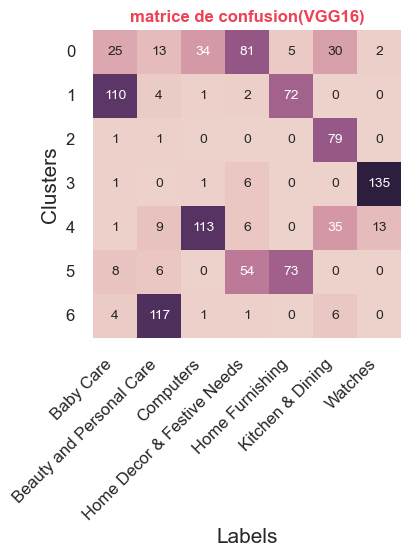 matrice de confusion(VGG16)
Clusters
0 25 13 34 81 5 30 2
1 110 4 1 2 72 0 0
2 1 1 0 0 0 79 0
3 1 0 1 6 0 0 135
4 1 9 113 6 0 35 13
5 8 6 0 54 73 0 0
6 4 117 1 1 0 6 0
Baby Care
Beauty and Personal Care
Computers
Home Decor & Festive Needs
Home Furnishing
Kitchen & Dining
Watches
Labels